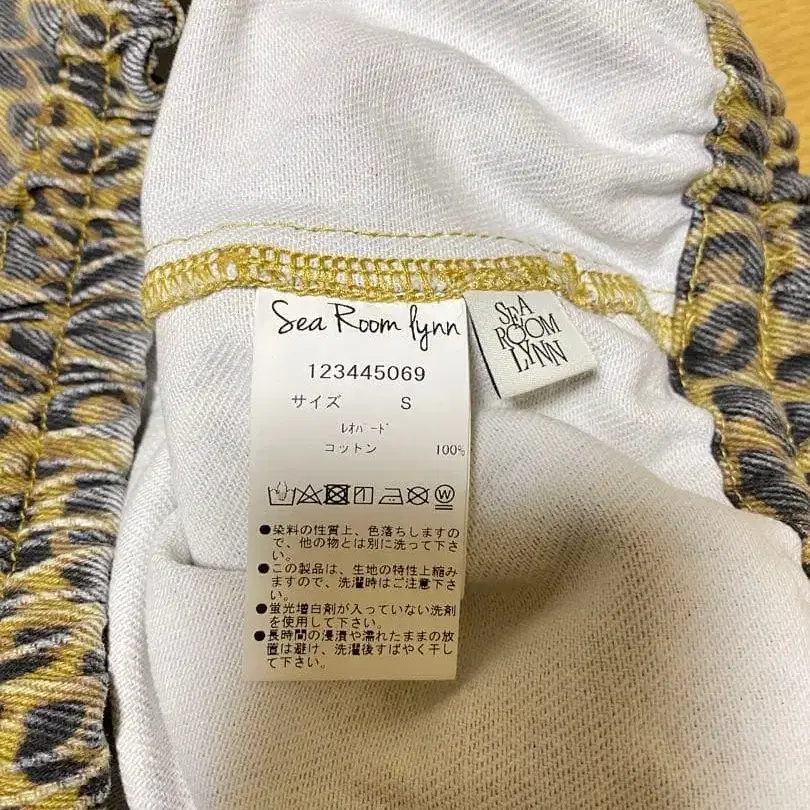 Sea Room lynn
SEA
ROOM
LYNN
123445069
サイズ S
ﾚｵﾊﾟｰﾄﾞ
コットン 100%
W
●染料の性質上、色落ちしますの
で、他の物とは別に洗って下さ
い。
●この製品は、生地の特性上縮み
ますので、洗濯時はご注意下さ
い。
●蛍光増白剤が入っていない洗剤
を使用して下さい。
●長時間の浸漬や濡れたままの放
置は避け、洗濯後すばやく干し
て下さい。